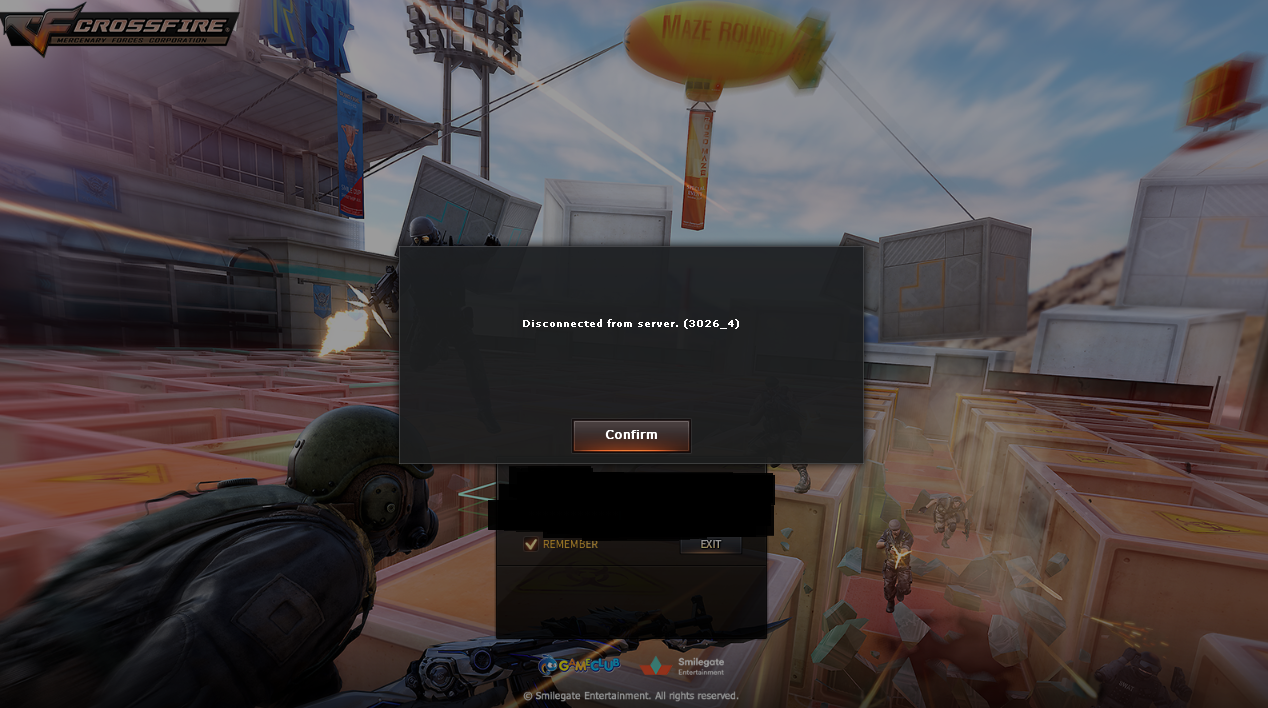 CROSSFIRE
MERCENARY FORCES CORPORATION
MAZE ROUND
Disconnected from server. (3026_4)
Confirm
REMEMBER
EXIT
GAMECLUB
Smilegate
Entertainment
© Smilegate Entertainment. All rights reserved.